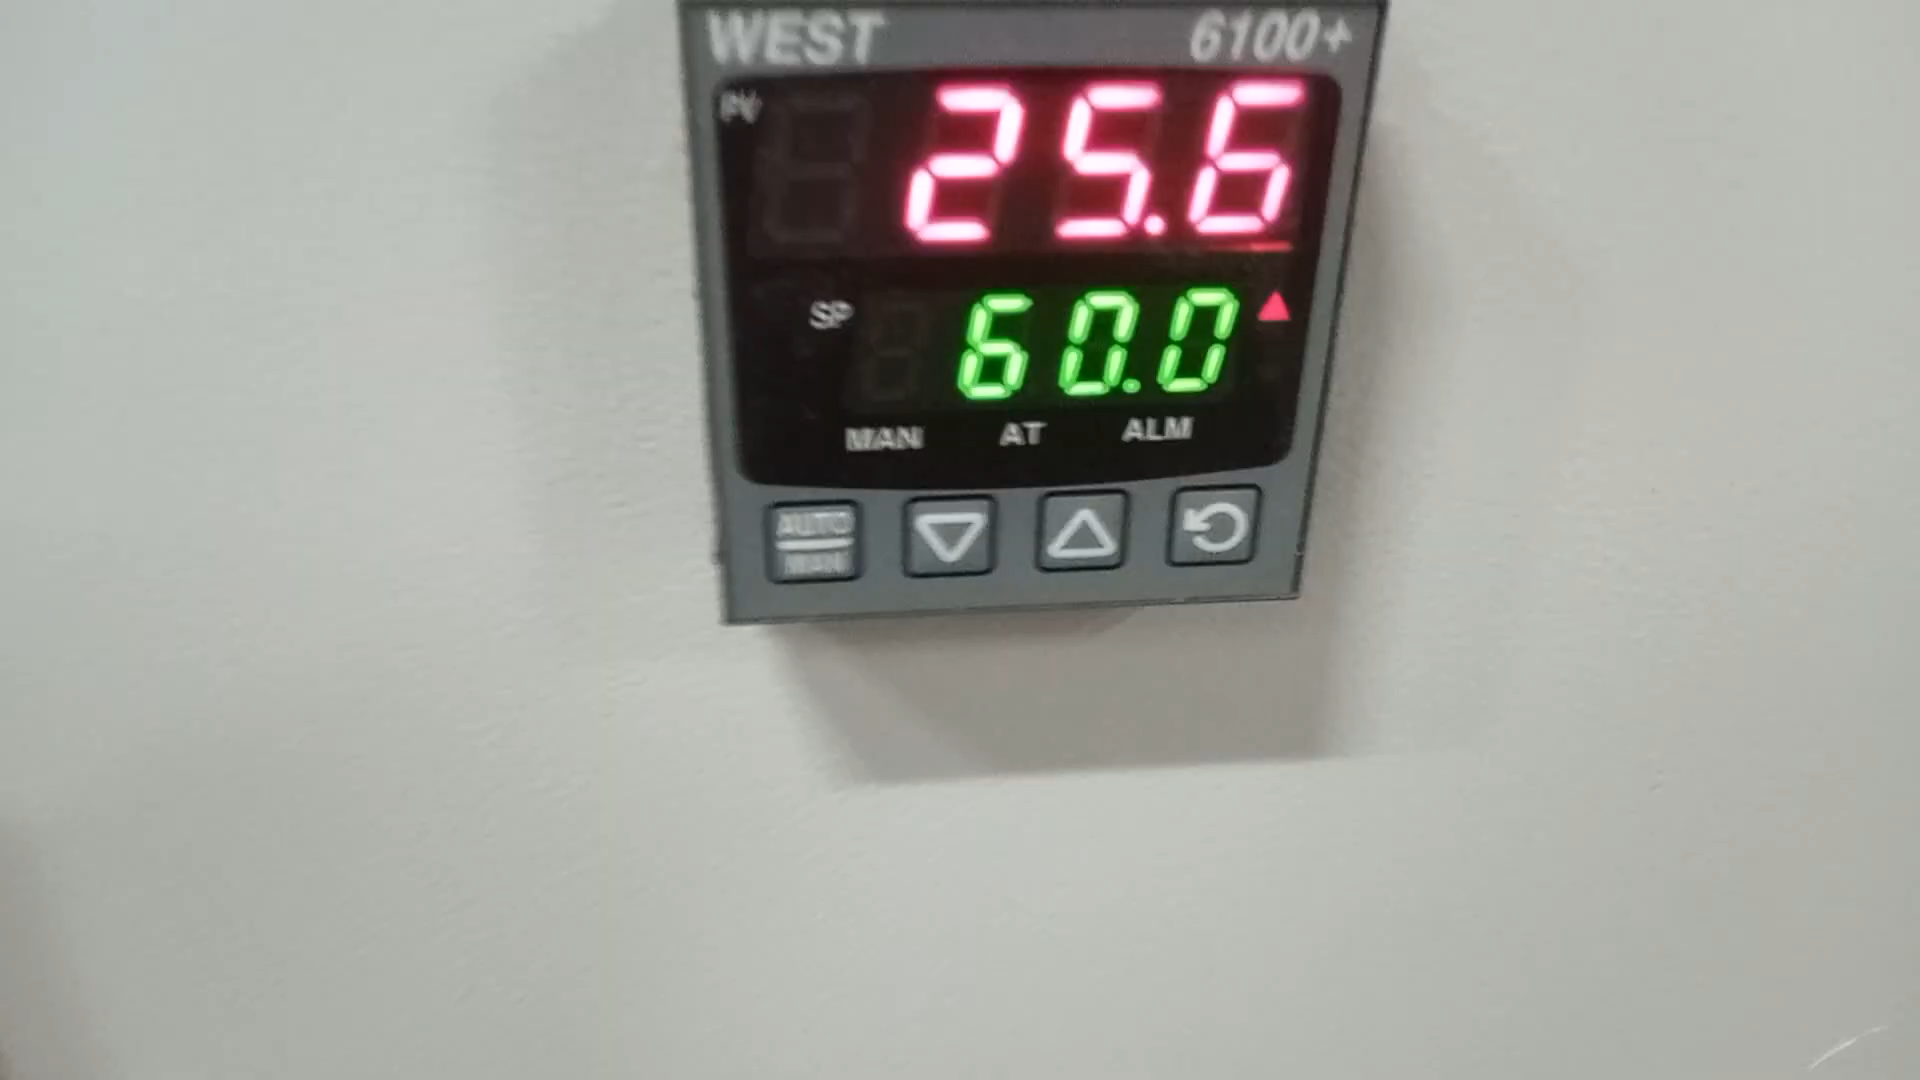 WEST 6100+
PV 25.6
SP 60.0
MAN AT ALM
AUTO
MAN